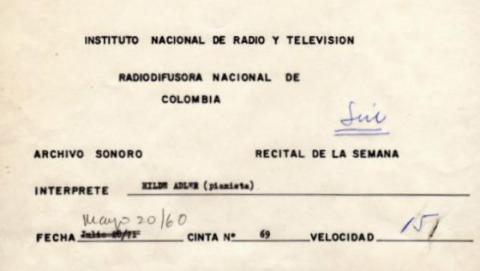 INSTITUTO NACIONAL DE RADIO Y TELEVISION
RADIODIFUSORA NACIONAL DE
COLOMBIA
ARCHIVO SONORO RECITAL DE LA SEMANA
INTERPRETE HILDE ADLER (pianista)
Mayo 20/60
FECHA Julio CINTA Nº 69 VELOCIDAD 15